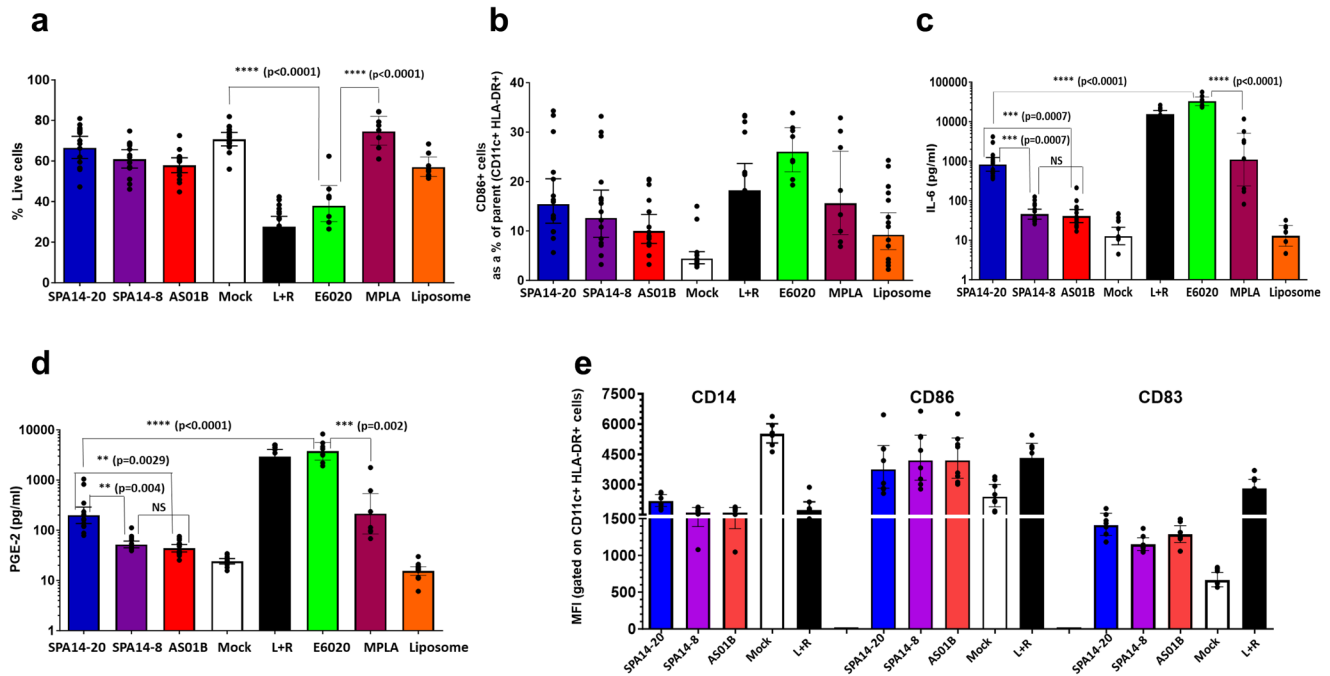 a
**** (p<0.0001)
**** (p<0.0001)
% Live cells
100
80
60
40
20
0
SPA14-20 SPA14-8 AS01B Mock L+R E6020 MPLA Liposome
b
CD86+ cells
as a % of parent (CD11c+ HLA-DR+)
40
30
20
10
0
SPA14-20 SPA14-8 AS01B Mock L+R E6020 MPLA Liposome
c
**** (p<0.0001)
**** (p<0.0001)
*** (p=0.0007)
*** (p=0.0007)
NS
IL-6 (pg/ml)
100000
10000
1000
100
10
1
SPA14-20 SPA14-8 AS01B Mock L+R E6020 MPLA Liposome
d
**** (p<0.0001)
*** (p=0.002)
** (p=0.0029)
** (p=0.004)
NS
PGE-2 (pg/ml)
10000
1000
100
10
1
SPA14-20 SPA14-8 AS01B Mock L+R E6020 MPLA Liposome
e
CD14 CD86 CD83
MFI (gated on CD11c+ HLA-DR+ cells)
7500
6000
4500
3000
1500
1000
500
0
SPA14-20 SPA14-8 AS01B Mock L+R SPA14-20 SPA14-8 AS01B Mock L+R SPA14-20 SPA14-8 AS01B Mock L+R